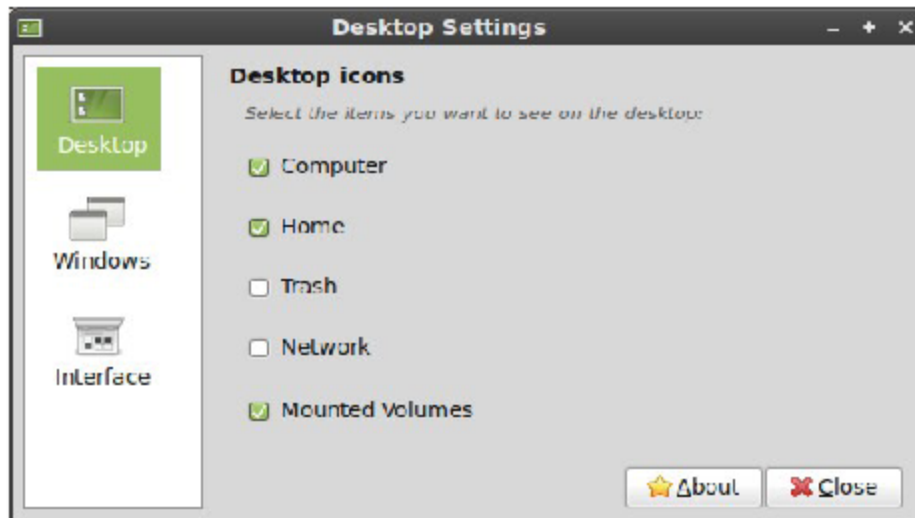 Desktop Settings
Desktop icons
Select the items you want to see on the desktop:
Desktop
Windows
Interface
Computer
Home
Trash
Network
Mounted Volumes
About
Close